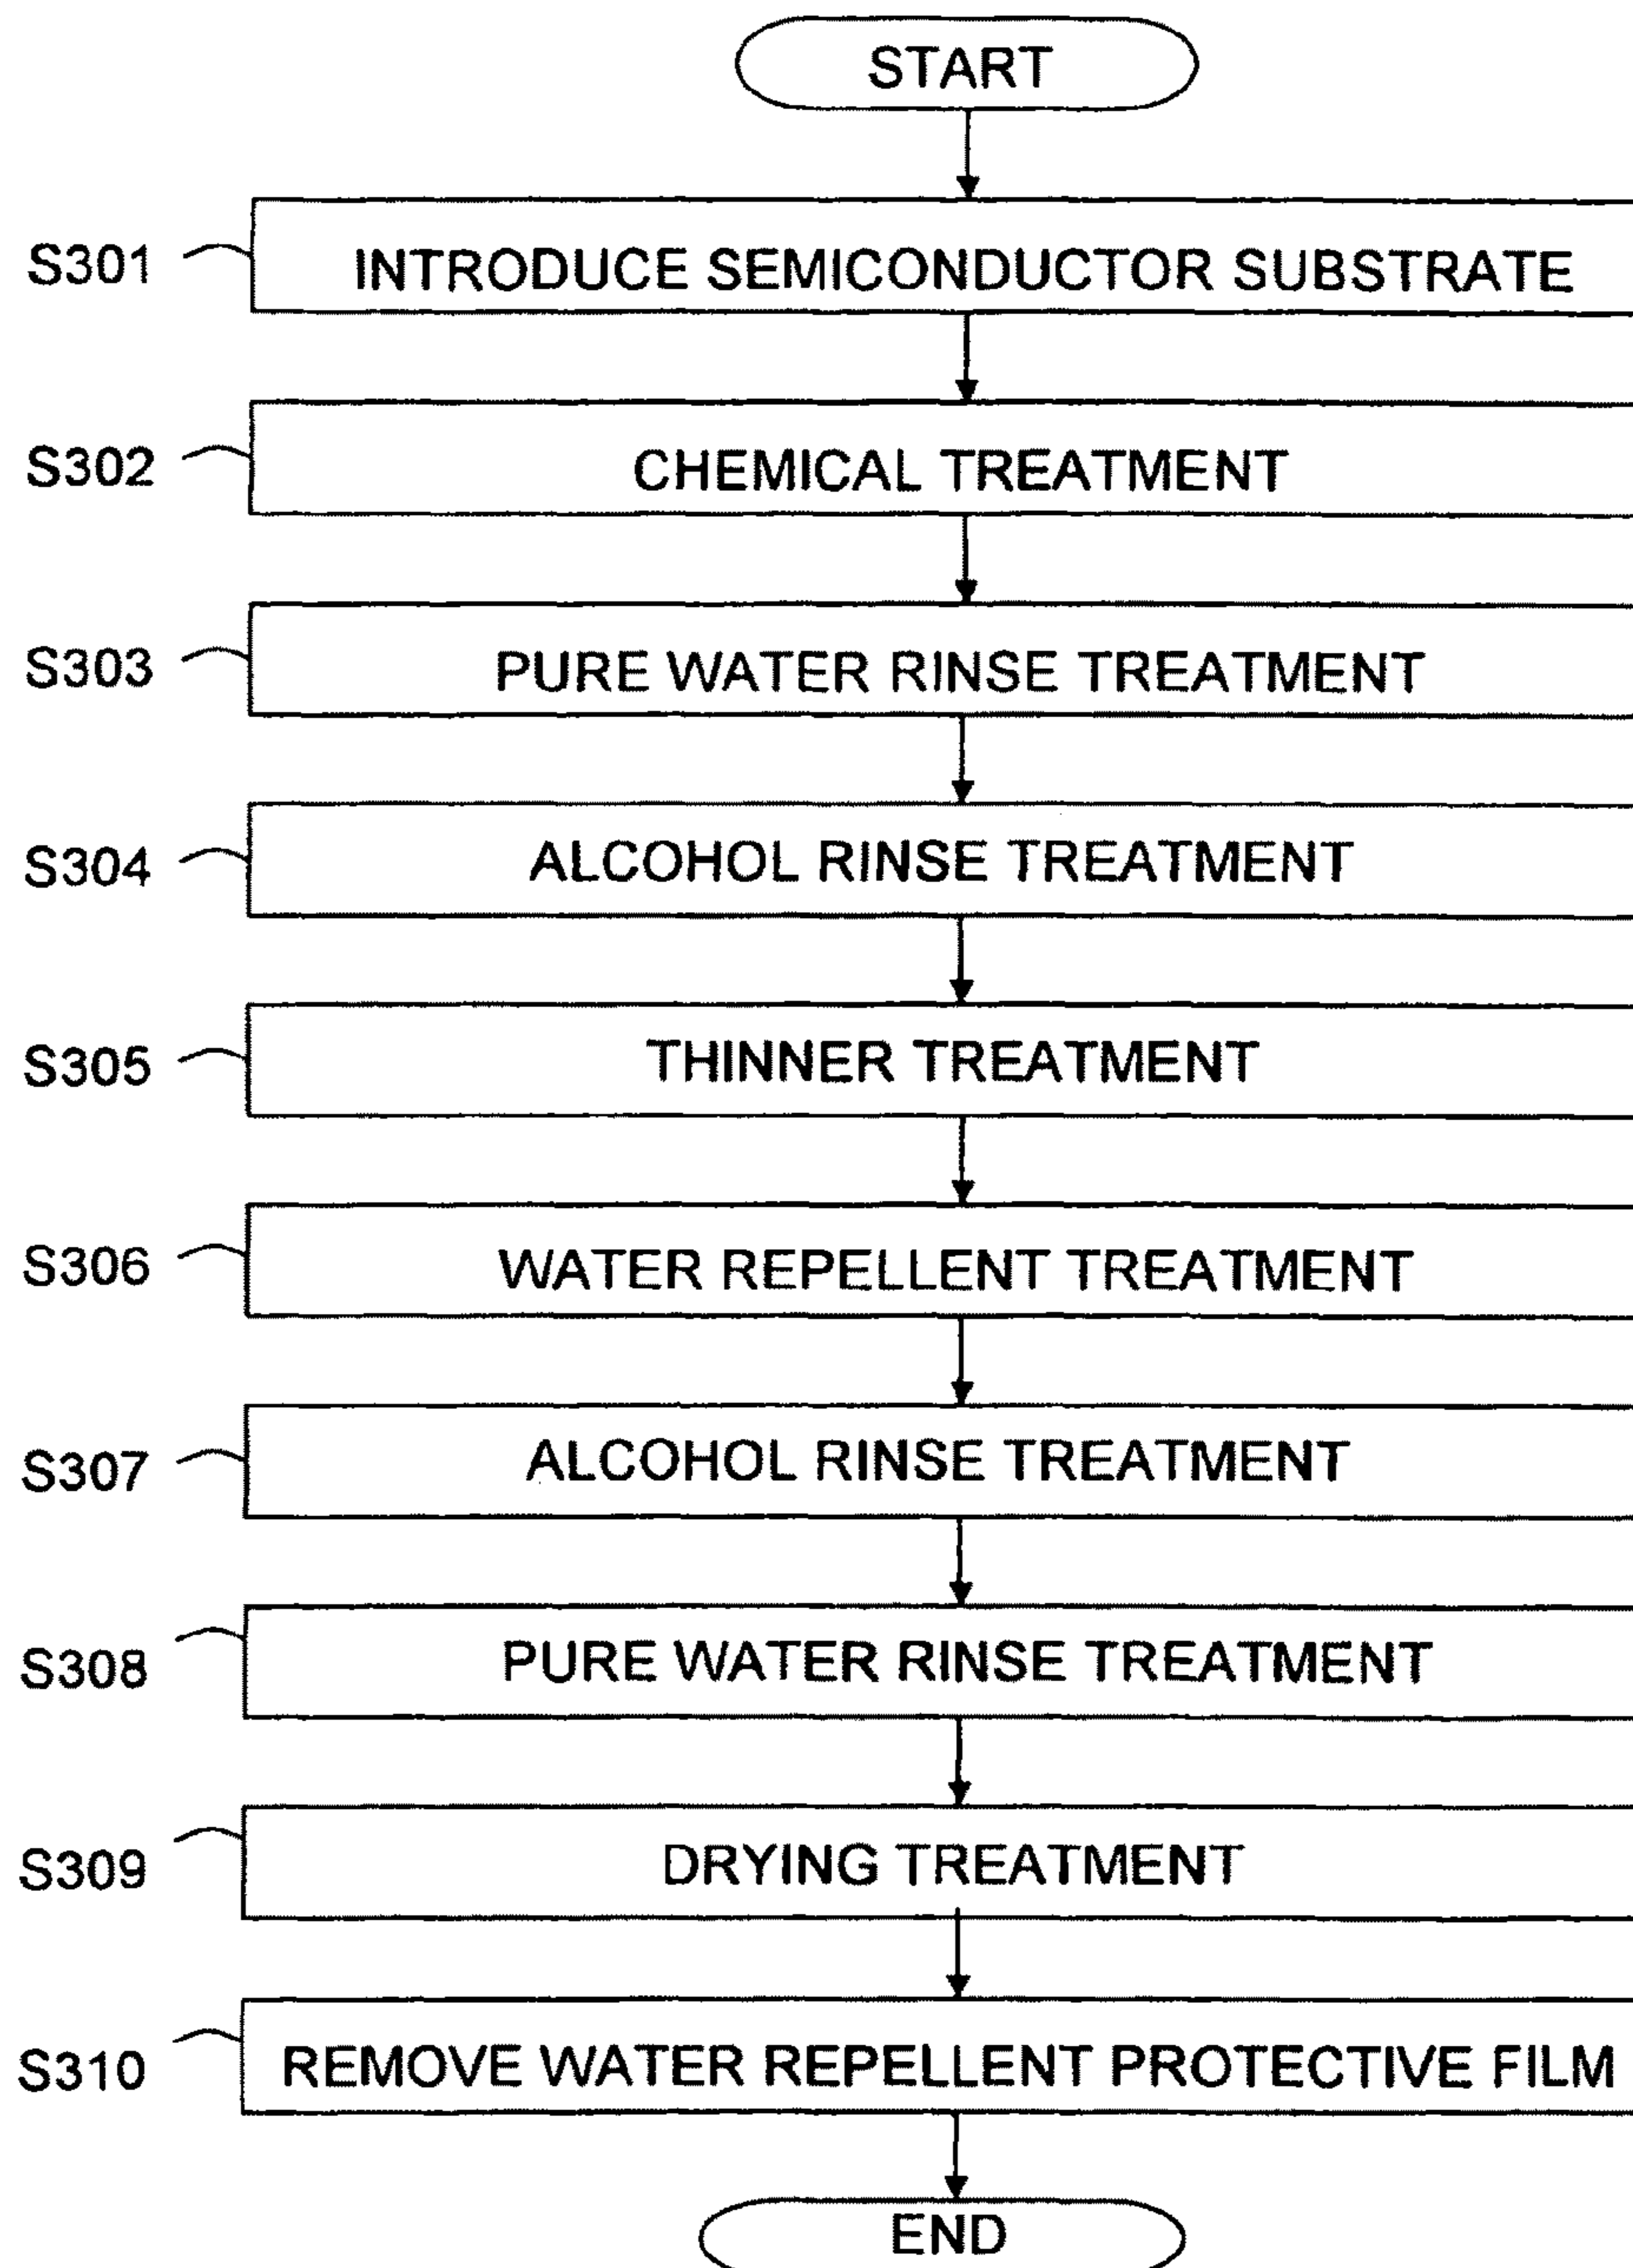 START
S301 INTRODUCE SEMICONDUCTOR SUBSTRATE
S302 CHEMICAL TREATMENT
S303 PURE WATER RINSE TREATMENT
S304 ALCOHOL RINSE TREATMENT
S305 THINNER TREATMENT
S306 WATER REPELLENT TREATMENT
S307 ALCOHOL RINSE TREATMENT
S308 PURE WATER RINSE TREATMENT
S309 DRYING TREATMENT
S310 REMOVE WATER REPELLENT PROTECTIVE FILM
END